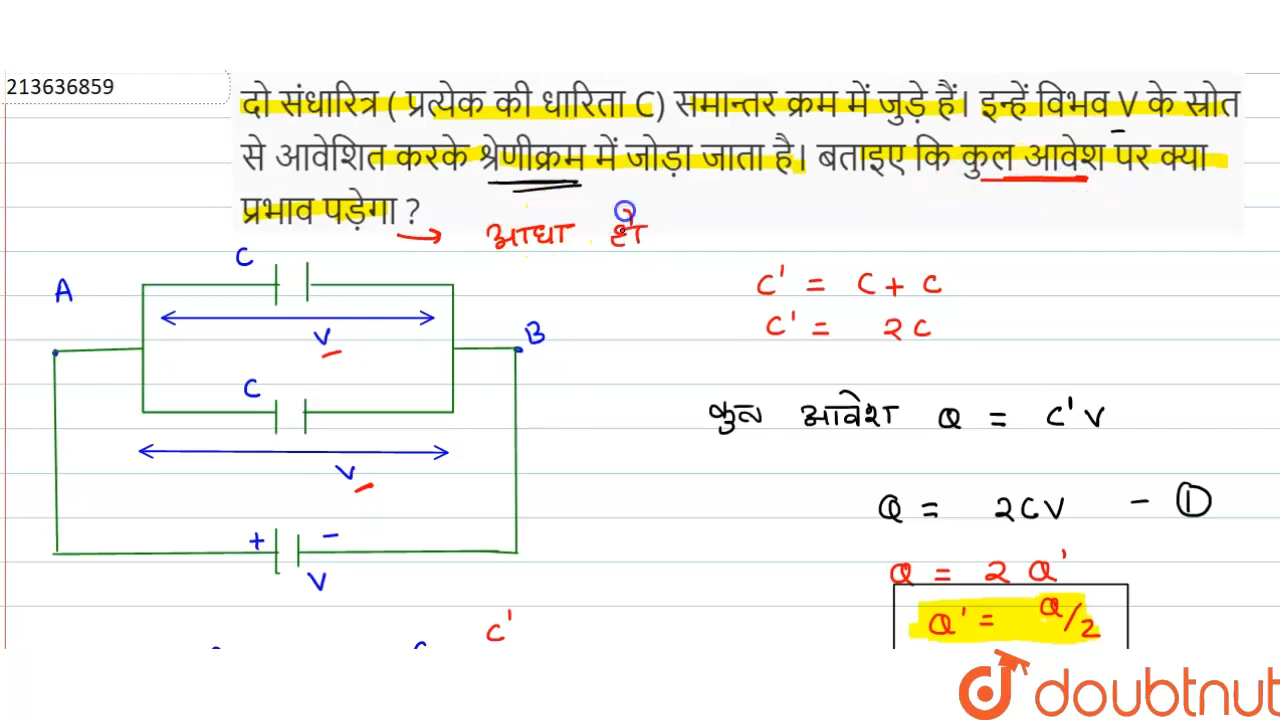 213636859
दो संधारित्र ( प्रत्येक की धारिता C) समान्तर क्रम में जुड़े हैं। इन्हें विभव V के स्रोत
से आवेशित करके श्रेणीक्रम में जोड़ा जाता है। बताइए कि कुल आवेश पर क्या
प्रभाव पड़ेगा ?
→ आधा हो
C
A
V
B
C
V
+ -
V
C'
C' = C + C
C' = 2C
कुल आवेश Q = C'V
Q = 2CV - ①
Q = 2Q'
Q' = Q/2
doubtnut